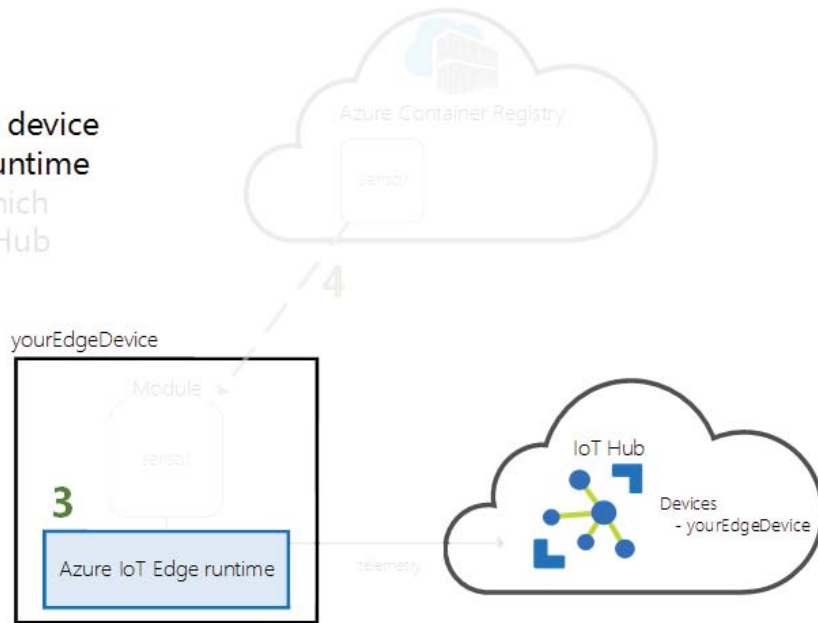 device
untime
nich
Hub
Azure Container Registry
sensor
4
yourEdgeDevice
Module
sensor
3
Azure IoT Edge runtime
telemetry
IoT Hub
Devices
- yourEdgeDevice